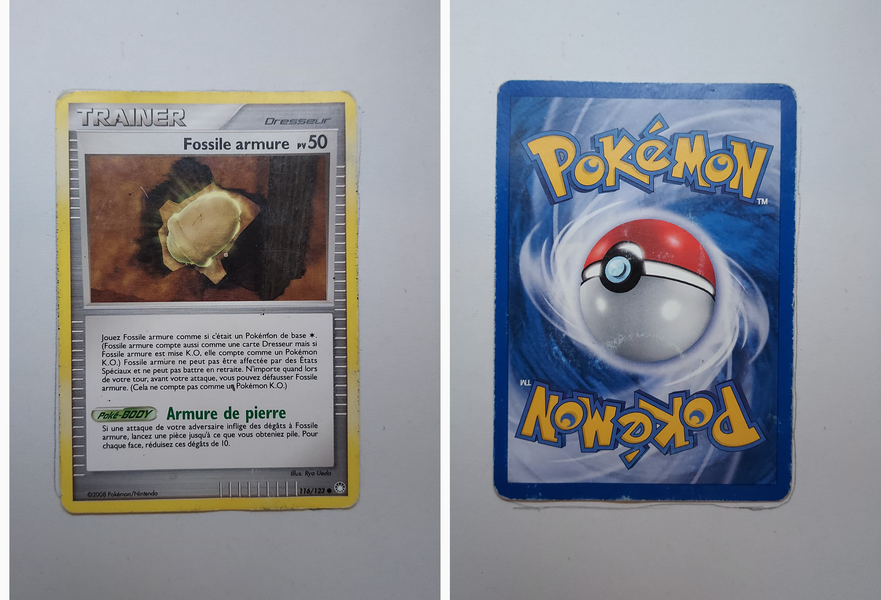 TRAINER
Dresseur
Fossile armure PV 50
Jouez Fossile armure comme si c'était un Pokémon de base ✶.
(Fossile armure compte aussi comme une carte Dresseur mais si
Fossile armure est mise K.O, elle compte comme un Pokémon
K.O.) Fossile armure ne peut pas être affectée par des États
Spéciaux et ne peut pas battre en retraite. N'importe quand lors
de votre tour, avant votre attaque, vous pouvez défausser Fossile
armure. (Cela ne compte pas comme un Pokémon K.O.)
Poké-BODY Armure de pierre
Si une attaque de votre adversaire inflige des dégâts à Fossile
armure, lancez une pièce jusqu'à ce que vous obteniez pile. Pour
chaque face, réduisez ces dégâts de 10.
Illus. Ryo Ueda
©2008 Pokémon/Nintendo
116/123 ●
POKéMON
TM
TM
POKéMON